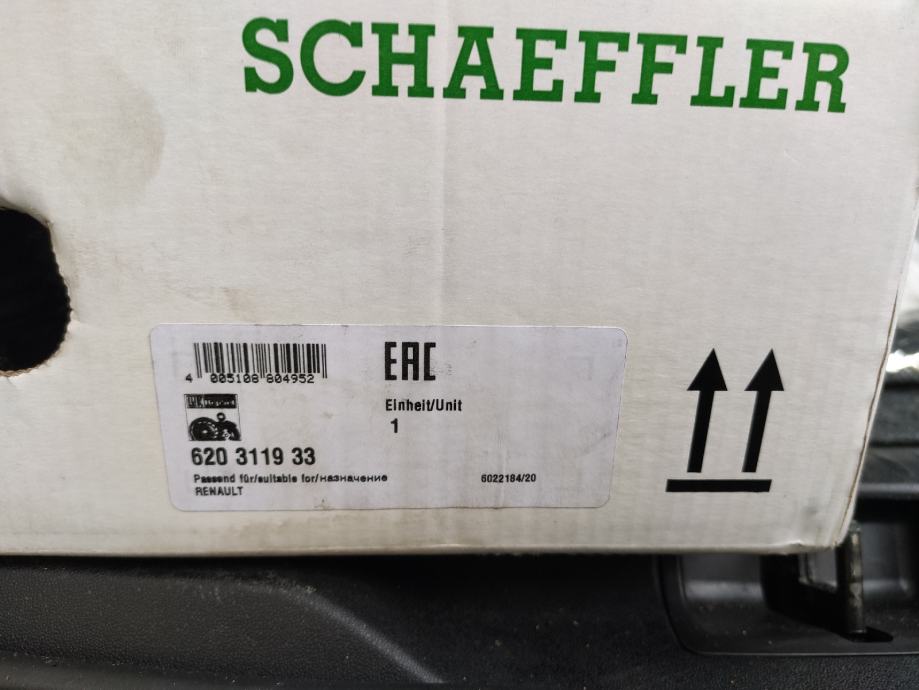 SCHAEFFLER
4 005108 804952
EAC
Einheit/Unit
1
620 3119 33
Passend für/suitable for/назначение
6022184/20
RENAULT